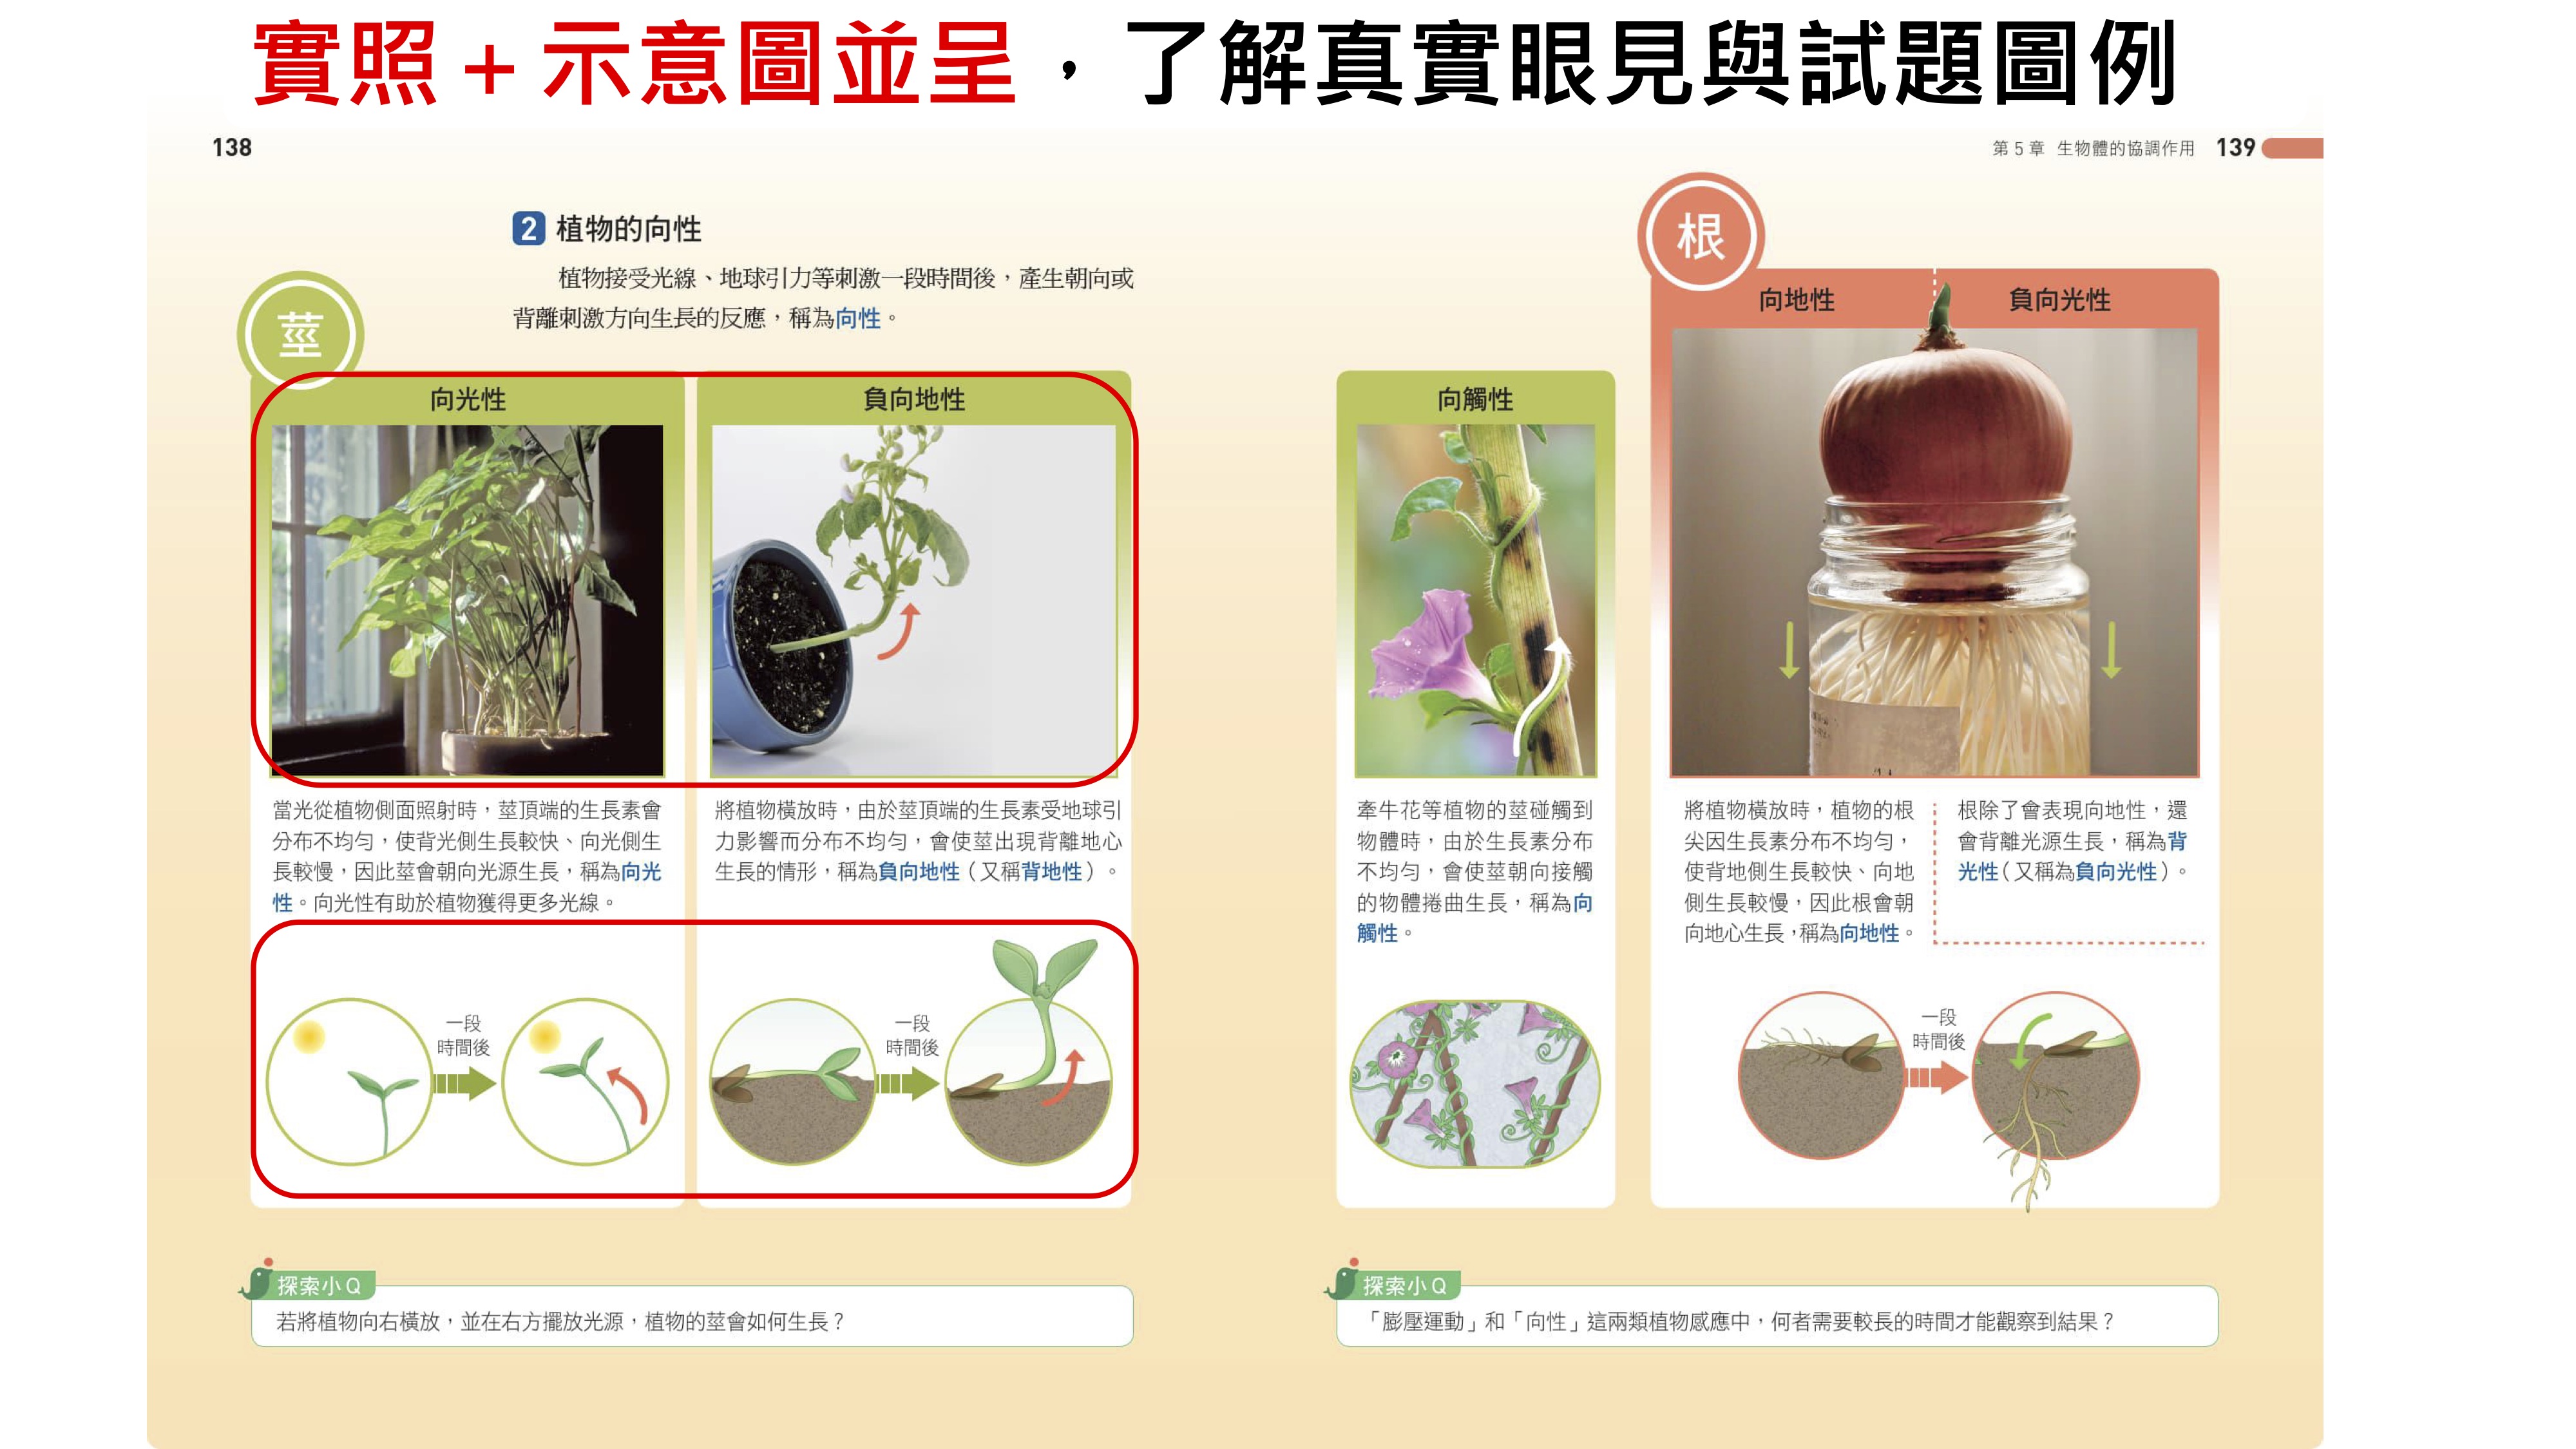 實照+示意圖並呈，了解真實眼見與試題圖例
138
第 5 章 生物體的協調作用 139
2 植物的向性
植物接受光線、地球引力等刺激一段時間後，產生朝向或
背離刺激方向生長的反應，稱為向性。
莖
向光性
當光從植物側面照射時，莖頂端的生長素會
分布不均勻，使背光側生長較快、向光側生
長較慢，因此莖會朝向光源生長，稱為向光
性。向光性有助於植物獲得更多光線。
一段
時間後
負向地性
將植物橫放時，由於莖頂端的生長素受地球引
力影響而分布不均勻，會使莖出現背離地心
生長的情形，稱為負向地性（又稱背地性）。
一段
時間後
探索小Q
若將植物向右橫放，並在右方擺放光源，植物的莖會如何生長？
向觸性
牽牛花等植物的莖碰觸到
物體時，由於生長素分布
不均勻，會使莖朝向接觸
的物體捲曲生長，稱為向
觸性。
根
向地性
負向光性
將植物橫放時，植物的根
尖因生長素分布不均勻，
使背地側生長較快、向地
側生長較慢，因此根會朝
向地心生長，稱為向地性。
根除了會表現向地性，還
會背離光源生長，稱為背
光性（又稱為負向光性）。
一段
時間後
探索小Q
「膨壓運動」和「向性」這兩類植物感應中，何者需要較長的時間才能觀察到結果？